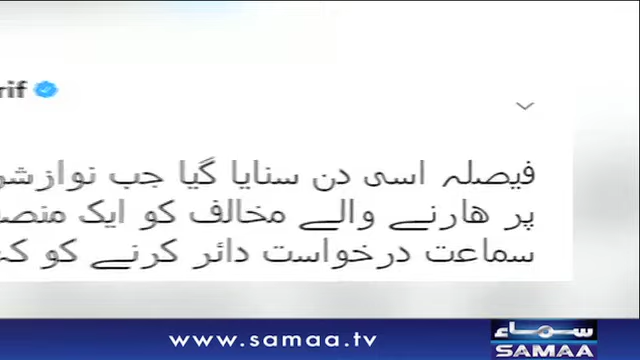 rif
فیصلہ اسی دن سنایا گیا جب
پر ھارنے والے مخالف کو ایک
سماعت درخواست دائر کرنے کو
www.samaa.tv
سماء
SAMAA